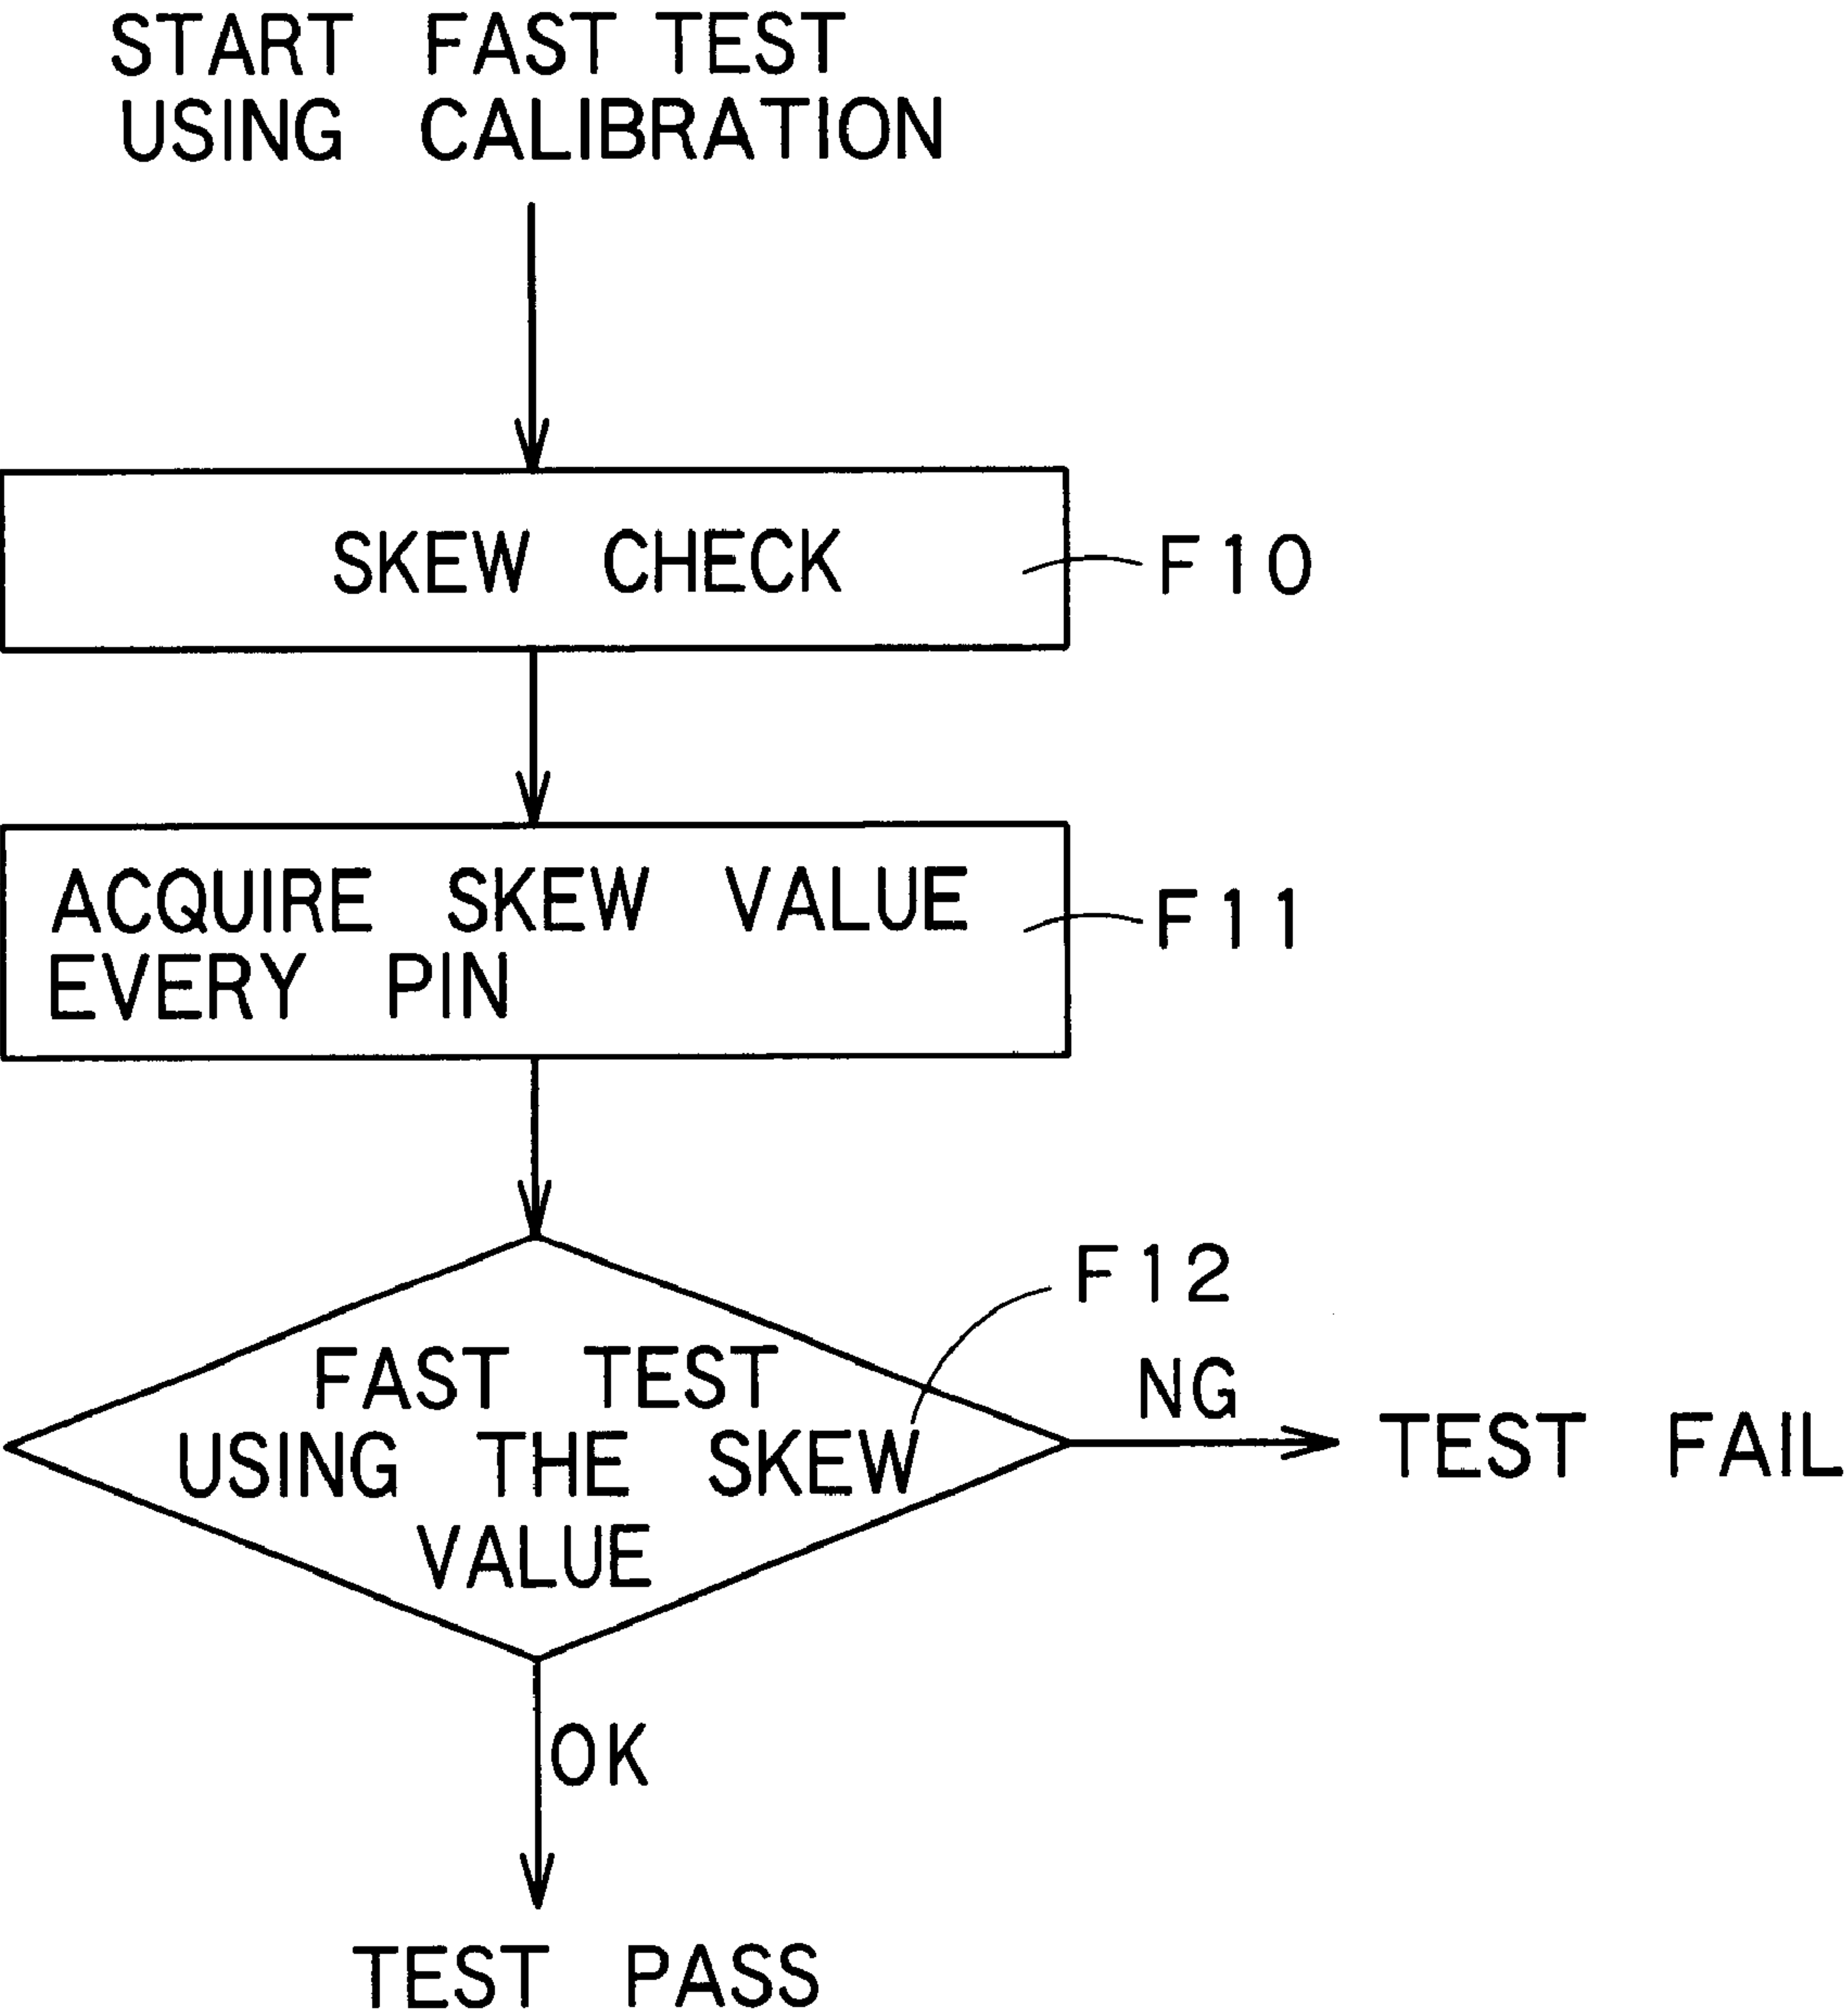 START FAST TEST
USING CALIBRATION
SKEW CHECK
F10
ACQUIRE SKEW VALUE
EVERY PIN
F11
F12
FAST TEST
USING THE SKEW
VALUE
NG
TEST FAIL
OK
TEST PASS